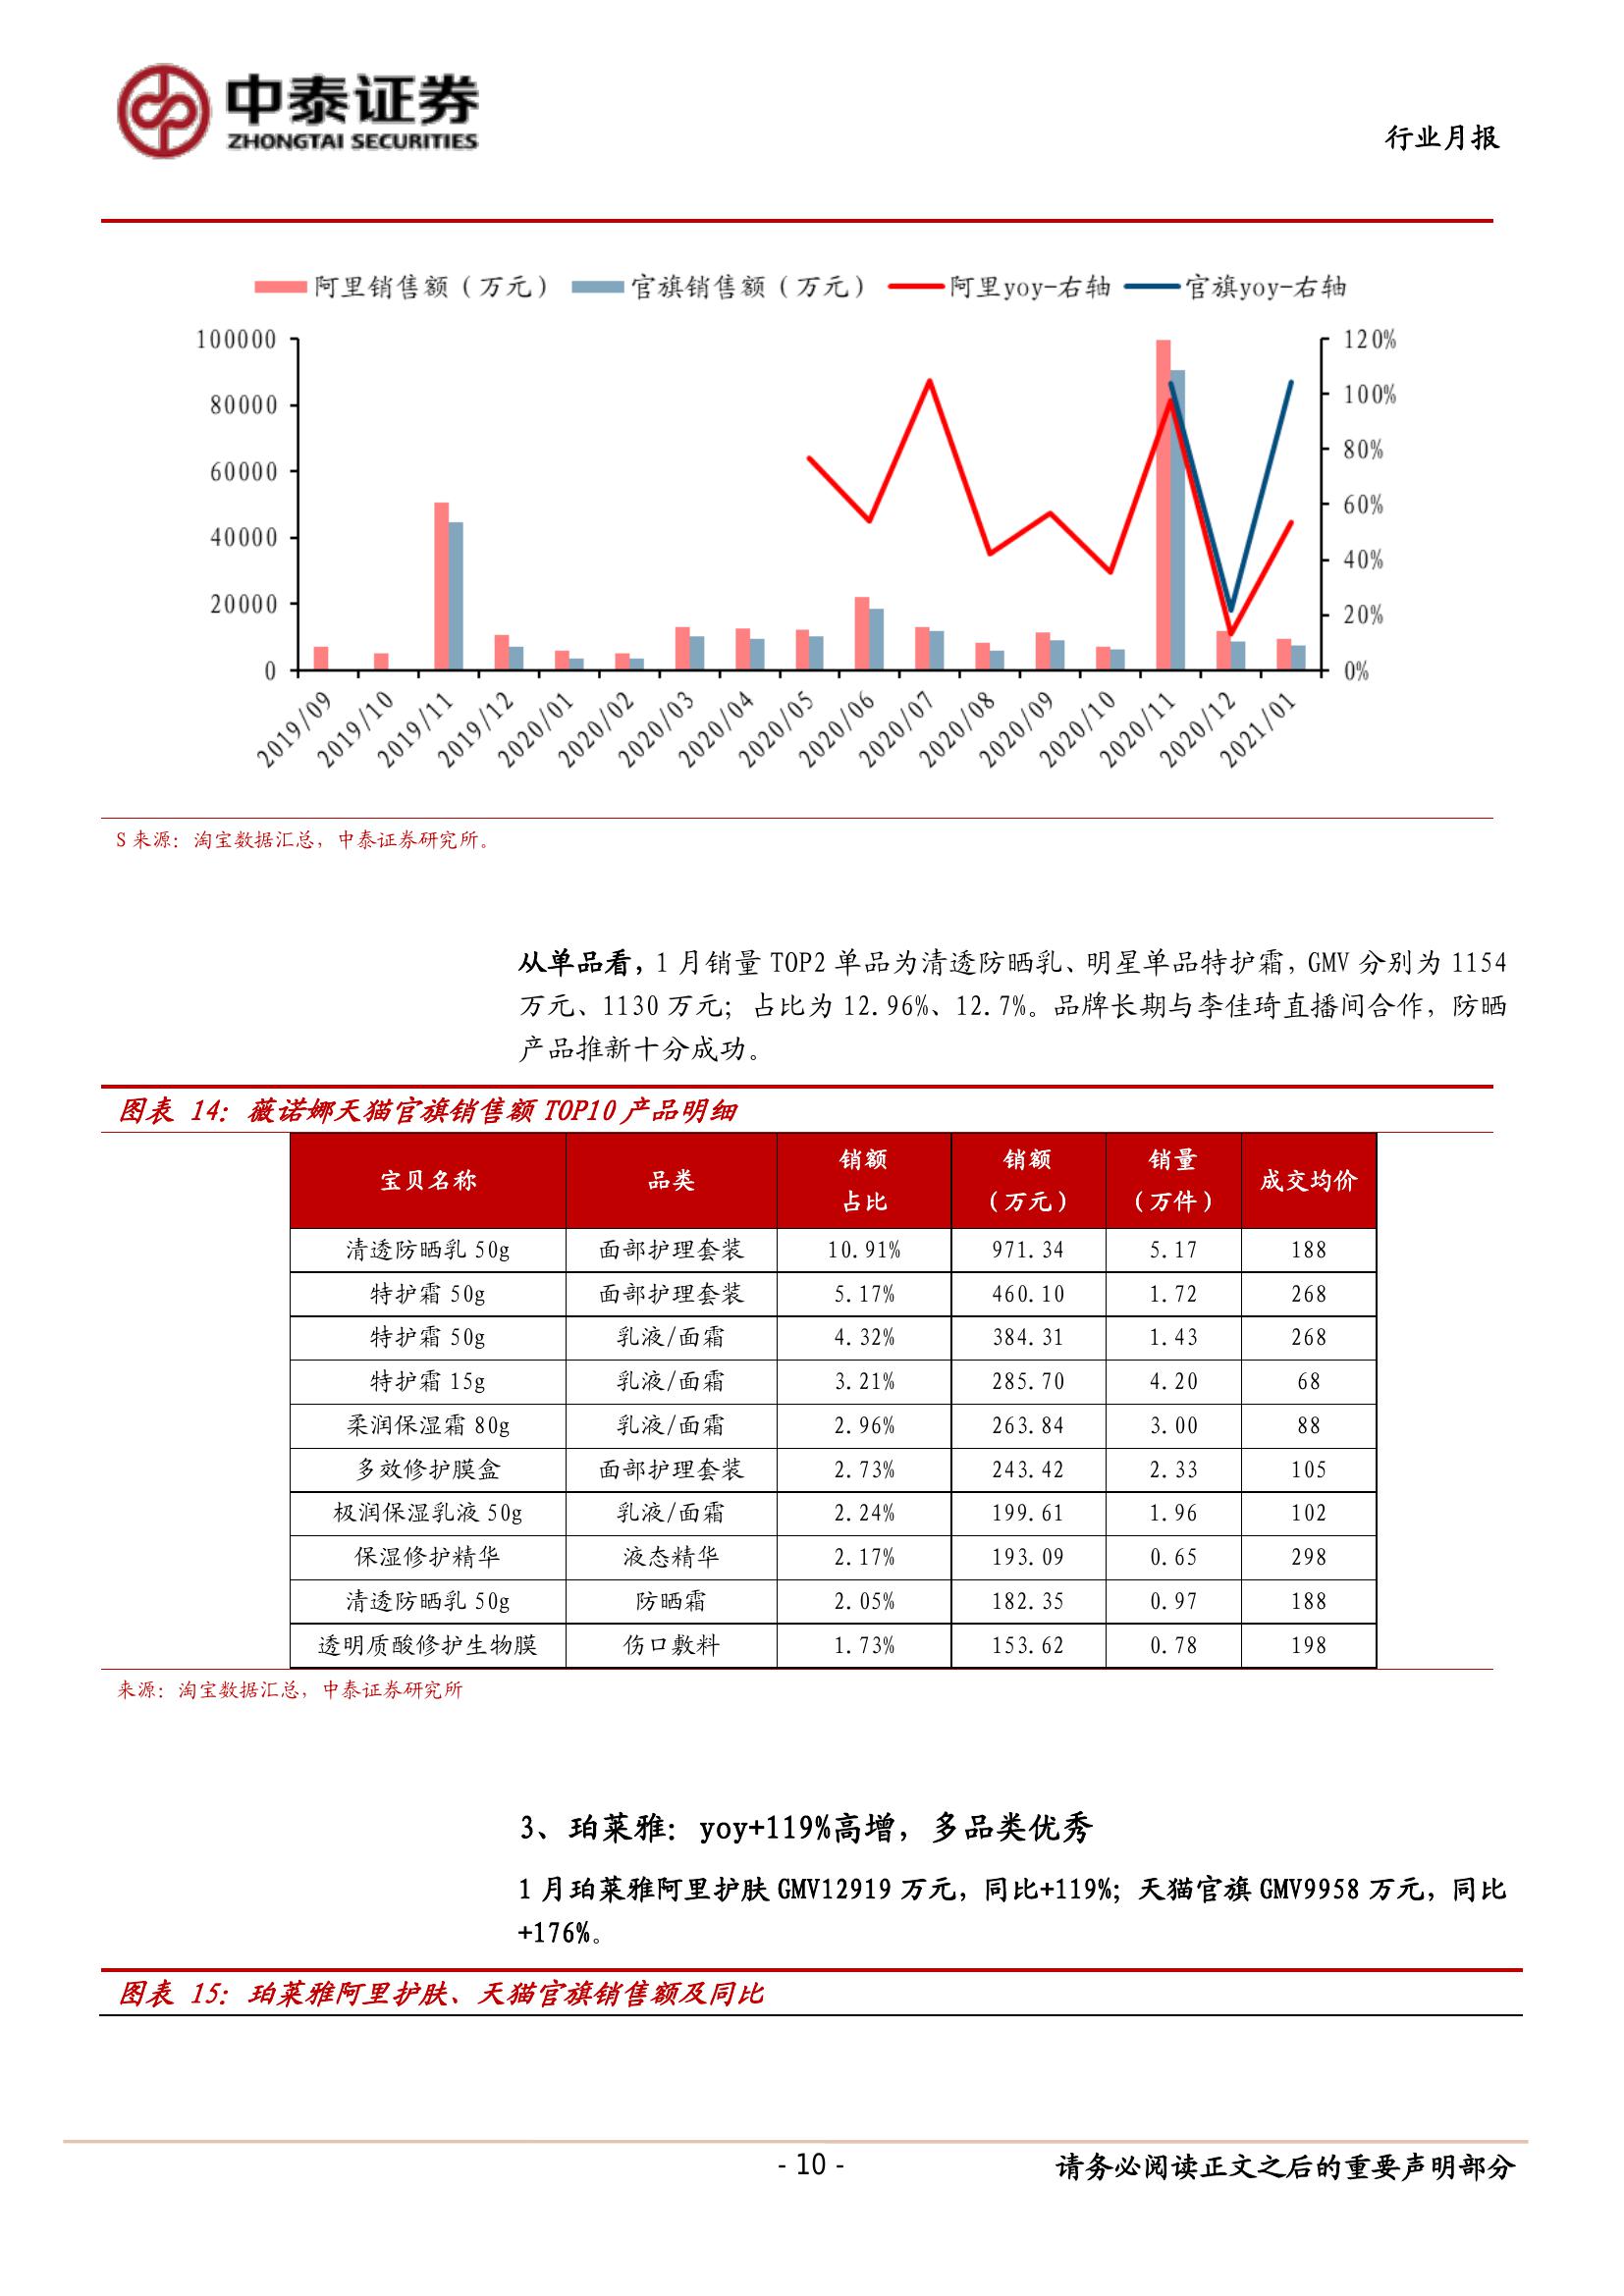 中泰证券
ZHONGTAI SECURITIES
行业月报
阿里销售额（万元） 官旗销售额（万元） 阿里yoy-右轴 官旗yoy-右轴
100000
80000
60000
40000
20000
0
120%
100%
80%
60%
40%
20%
0%
2019/09 2019/10 2019/11 2019/12 2020/01 2020/02 2020/03 2020/04 2020/05 2020/06 2020/07 2020/08 2020/09 2020/10 2020/11 2020/12 2021/01
S 来源：淘宝数据汇总，中泰证券研究所。
从单品看，1 月销量 TOP2 单品为清透防晒乳、明星单品特护霜，GMV 分别为 1154
万元、1130 万元；占比为 12.96%、12.7%。品牌长期与李佳琦直播间合作，防晒
产品推新十分成功。
图表 14：薇诺娜天猫官旗销售额 TOP10 产品明细
宝贝名称 品类 销额占比 销额（万元） 销量（万件） 成交均价
清透防晒乳 50g 面部护理套装 10.91% 971.34 5.17 188
特护霜 50g 面部护理套装 5.17% 460.10 1.72 268
特护霜 50g 乳液/面霜 4.32% 384.31 1.43 268
特护霜 15g 乳液/面霜 3.21% 285.70 4.20 68
柔润保湿霜 80g 乳液/面霜 2.96% 263.84 3.00 88
多效修护膜盒 面部护理套装 2.73% 243.42 2.33 105
极润保湿乳液 50g 乳液/面霜 2.24% 199.61 1.96 102
保湿修护精华 液态精华 2.17% 193.09 0.65 298
清透防晒乳 50g 防晒霜 2.05% 182.35 0.97 188
透明质酸修护生物膜 伤口敷料 1.73% 153.62 0.78 198
来源：淘宝数据汇总，中泰证券研究所
3、珀莱雅：yoy+119%高增，多品类优秀
1 月珀莱雅阿里护肤 GMV12919 万元，同比+119%；天猫官旗 GMV9958 万元，同比
+176%。
图表 15：珀莱雅阿里护肤、天猫官旗销售额及同比
- 10 -
请务必阅读正文之后的重要声明部分